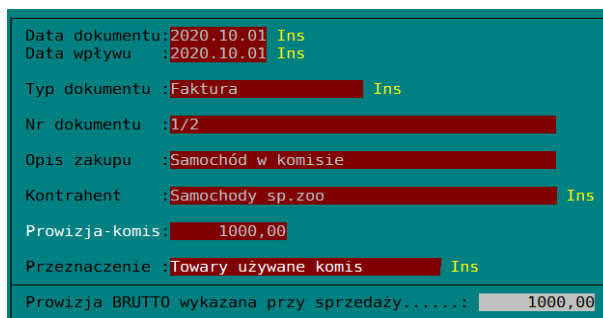 Data dokumentu:2020.10.01 Ins
Data wpływu :2020.10.01 Ins
Typ dokumentu :Faktura Ins
Nr dokumentu :1/2
Opis zakupu :Samochód w komisie
Kontrahent :Samochody sp.zoo Ins
Prowizja-komis: 1000,00
Przeznaczenie :Towary używane komis Ins
Prowizja BRUTTO wykazana przy sprzedaży......: 1000,00